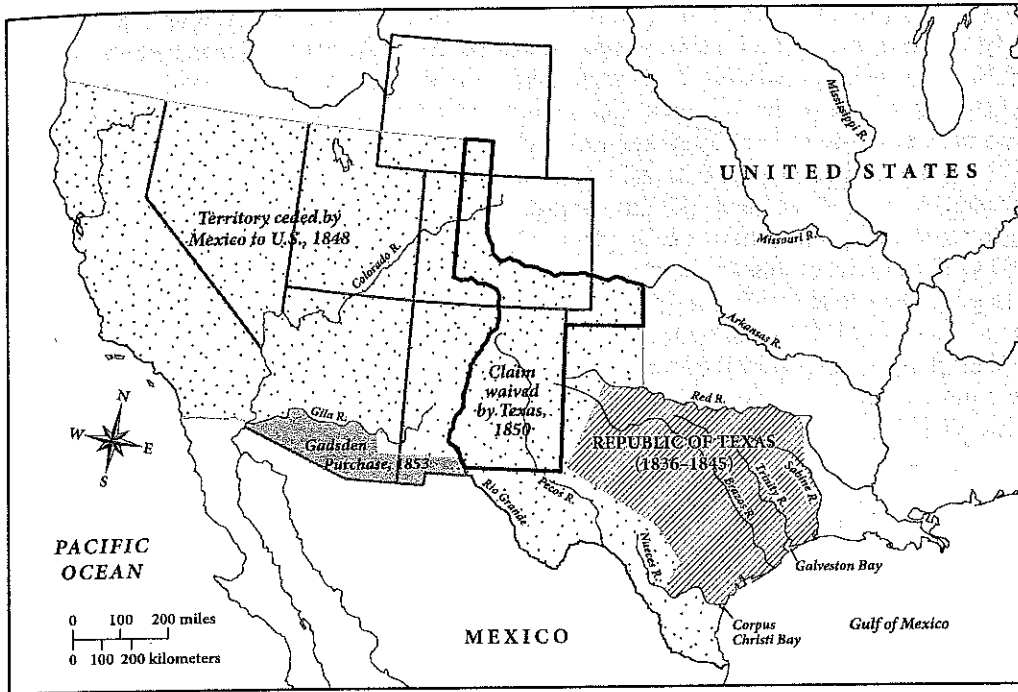 Mississippi R.
UNITED STATES
Territory ceded by
Mexico to U.S., 1848
Missouri R.
Colorado R.
Arkansas R.
Claim
waived
by Texas,
1850
Red R.
Gila R.
REPUBLIC OF TEXAS
(1836–1845)
Gadsden
Purchase, 1853
N
W
E
S
Brazos R.
Trinity R.
Sabine R.
Pecos R.
Rio Grande
Nueces R.
PACIFIC
OCEAN
Galveston Bay
0 100 200 miles
0 100 200 kilometers
MEXICO
Corpus
Christi Bay
Gulf of Mexico